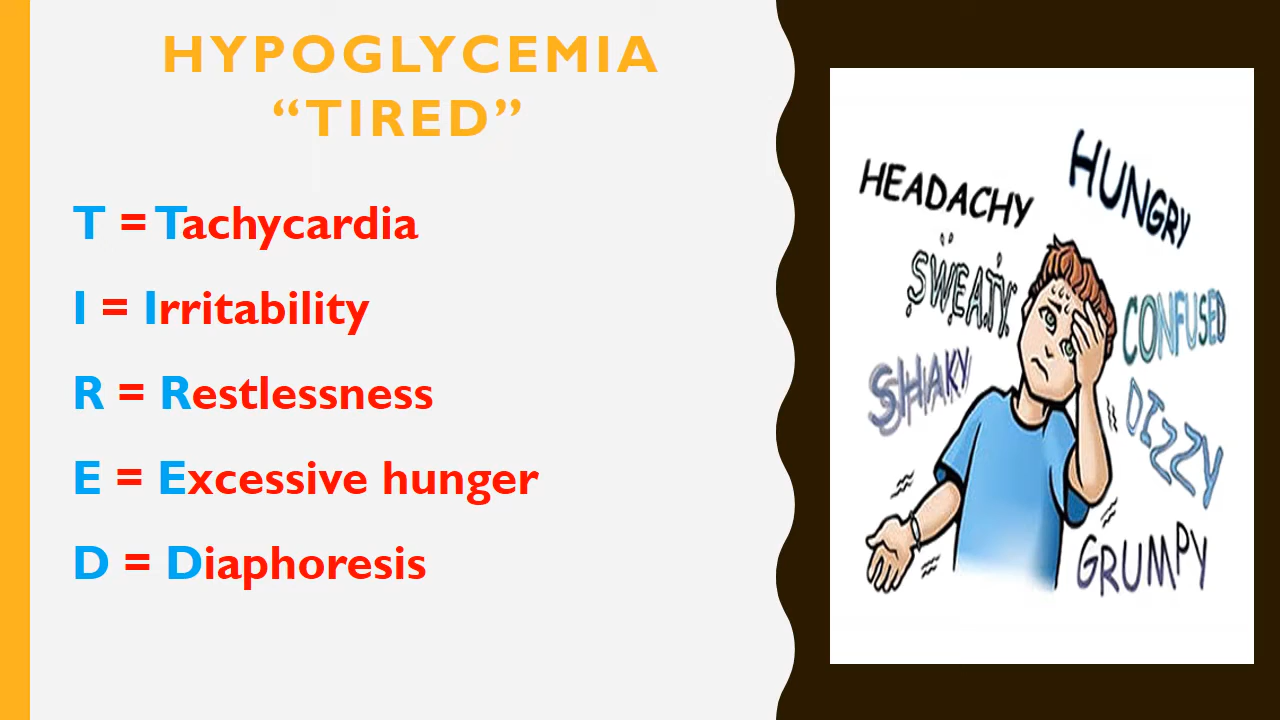 HYPOGLYCEMIA
“TIRED”
T = Tachycardia
I = Irritability
R = Restlessness
E = Excessive hunger
D = Diaphoresis
HEADACHY
HUNGRY
SWEATY
CONFUSED
SHAKY
DIZZY
GRUMPY